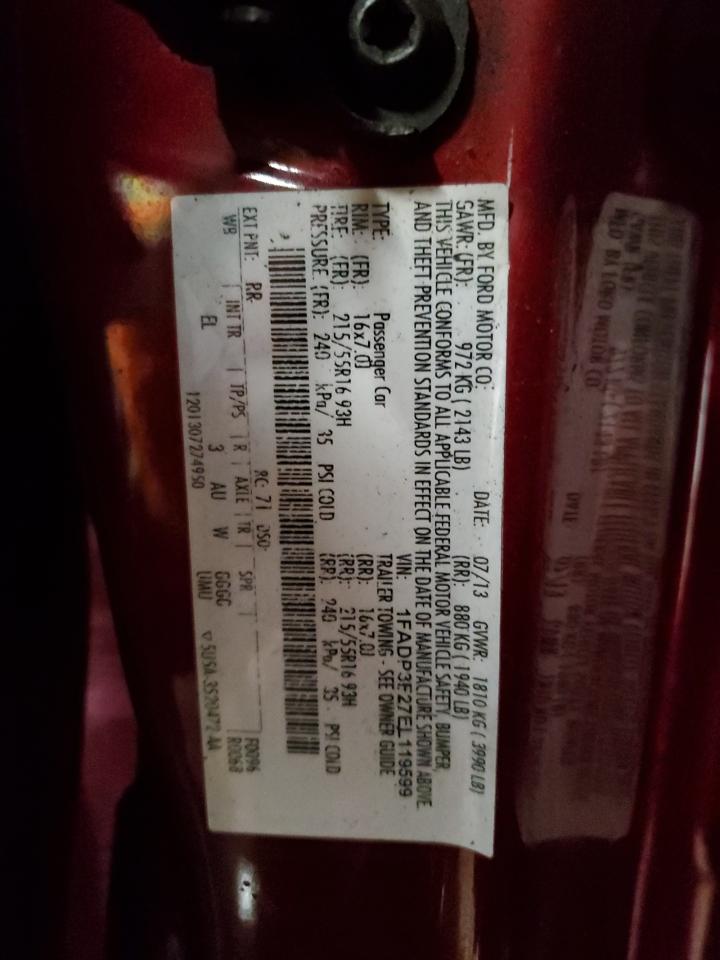 MFD. BY FORD MOTOR CO.
DATE: 07/13 GVWR: 1810 KG ( 3990 LB)
GAWR: (FR): 972 KG ( 2143 LB) (RR): 880 KG ( 1940 LB)
THIS VEHICLE CONFORMS TO ALL APPLICABLE FEDERAL MOTOR VEHICLE SAFETY, BUMPER,
AND THEFT PREVENTION STANDARDS IN EFFECT ON THE DATE OF MANUFACTURE SHOWN ABOVE.
VIN: 1FADP3F27EL119599
TYPE: Passenger Car TRAILER TOWING - SEE OWNER GUIDE
RIM: (FR): 16x7.0J (RR): 16x7.0J
TIRE: (FR): 215/55R16 93H (RR): 215/55R16 93H
PRESSURE (FR): 240 kPa/ 35 PSI COLD (RR): 240 kPa/ 35 PSI COLD
EXT PNT: RR RC: 71 DSO: F0096
WB INT TR TP/PS R AXLE TR SPR R0068
EL 3 AU W GGGC
1201307274950 UMU